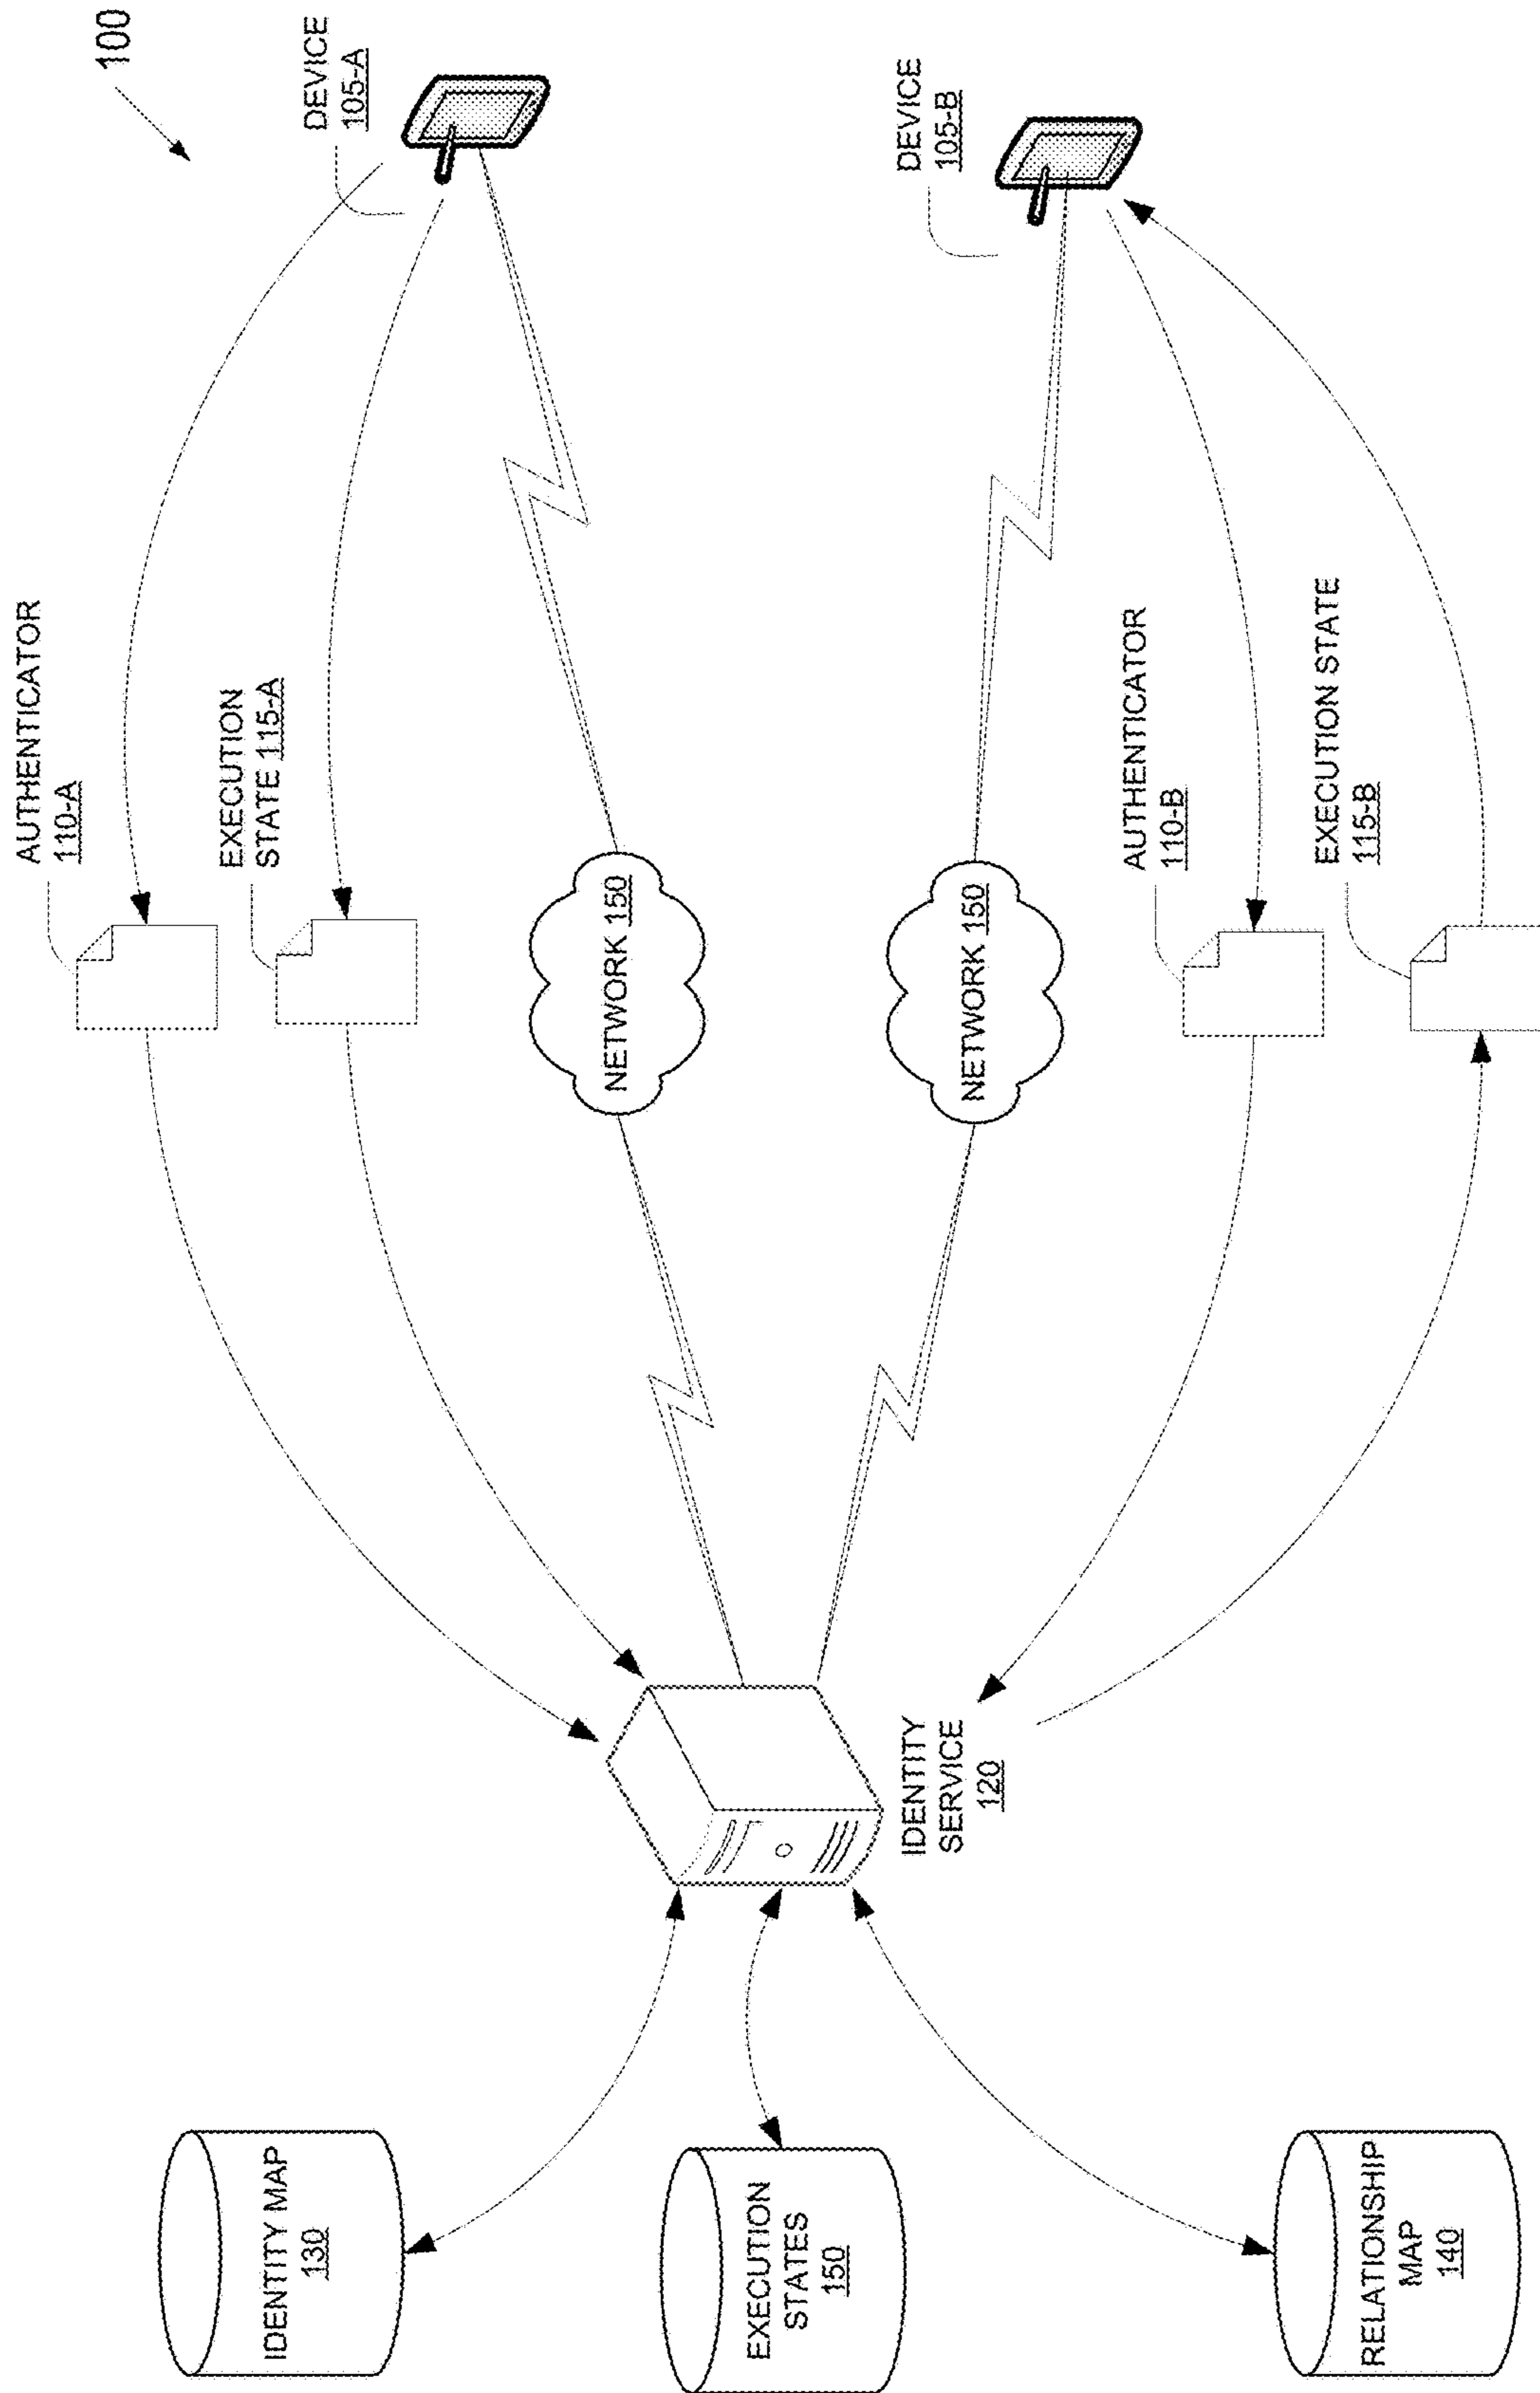 100
DEVICE
105-A
AUTHENTICATOR
110-A
EXECUTION
STATE 115-A
NETWORK 150
DEVICE
105-B
NETWORK 150
AUTHENTICATOR
110-B
EXECUTION STATE
115-B
IDENTITY
SERVICE
120
IDENTITY MAP
130
EXECUTION
STATES
150
RELATIONSHIP
MAP
140